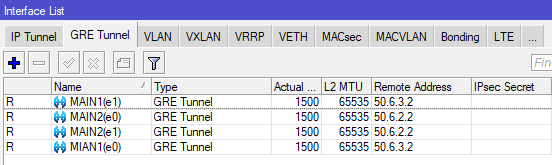 Interface List
IP Tunnel GRE Tunnel VLAN VXLAN VRRP VETH MACsec MACVLAN Bonding LTE ...
Find
Name Type Actual ... L2 MTU Remote Address IPsec Secret
R MAIN1(e1) GRE Tunnel 1500 65535 50.6.3.2
R MAIN2(e0) GRE Tunnel 1500 65535 50.6.2.2
R MAIN2(e1) GRE Tunnel 1500 65535 50.6.2.2
R MIAN1(e0) GRE Tunnel 1500 65535 50.6.3.2